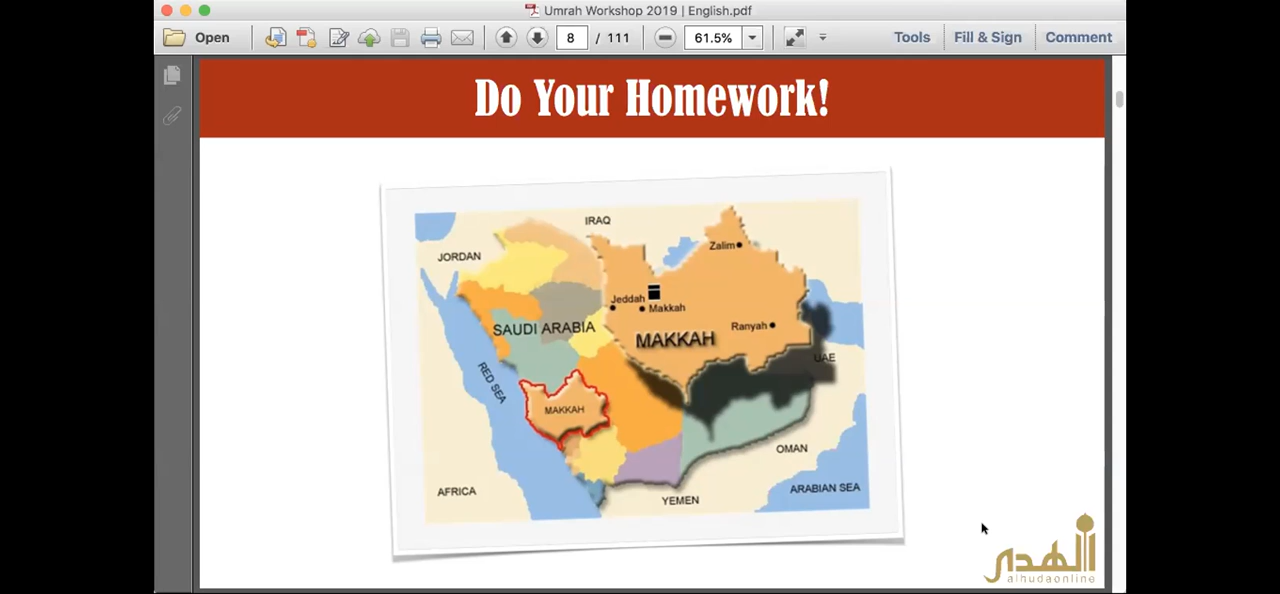 Umrah Workshop 2019 | English.pdf
Open
8 / 111
61.5%
Tools
Fill & Sign
Comment
Do Your Homework!
IRAQ
Zalim
JORDAN
Jeddah
Makkah
SAUDI ARABIA
Ranyah
MAKKAH
UAE
RED SEA
MAKKAH
OMAN
AFRICA
YEMEN
ARABIAN SEA
الهدى
alhudaonline